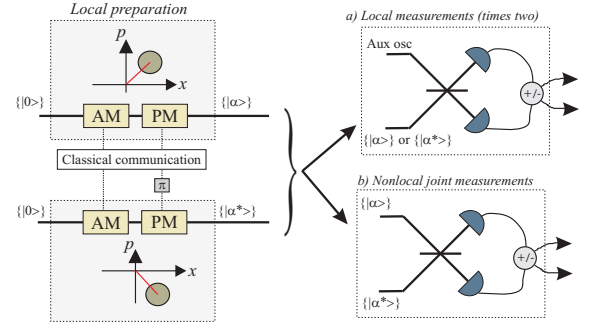 Local preparation
p
x
{|0>}
AM
PM
{|α>}
Classical communication
π
{|0>}
AM
PM
{|α*>}
p
x
a) Local measurements (times two)
Aux osc
+/-
{|α>} or {|α*>}
b) Nonlocal joint measurements
{|α>}
+/-
{|α*>}